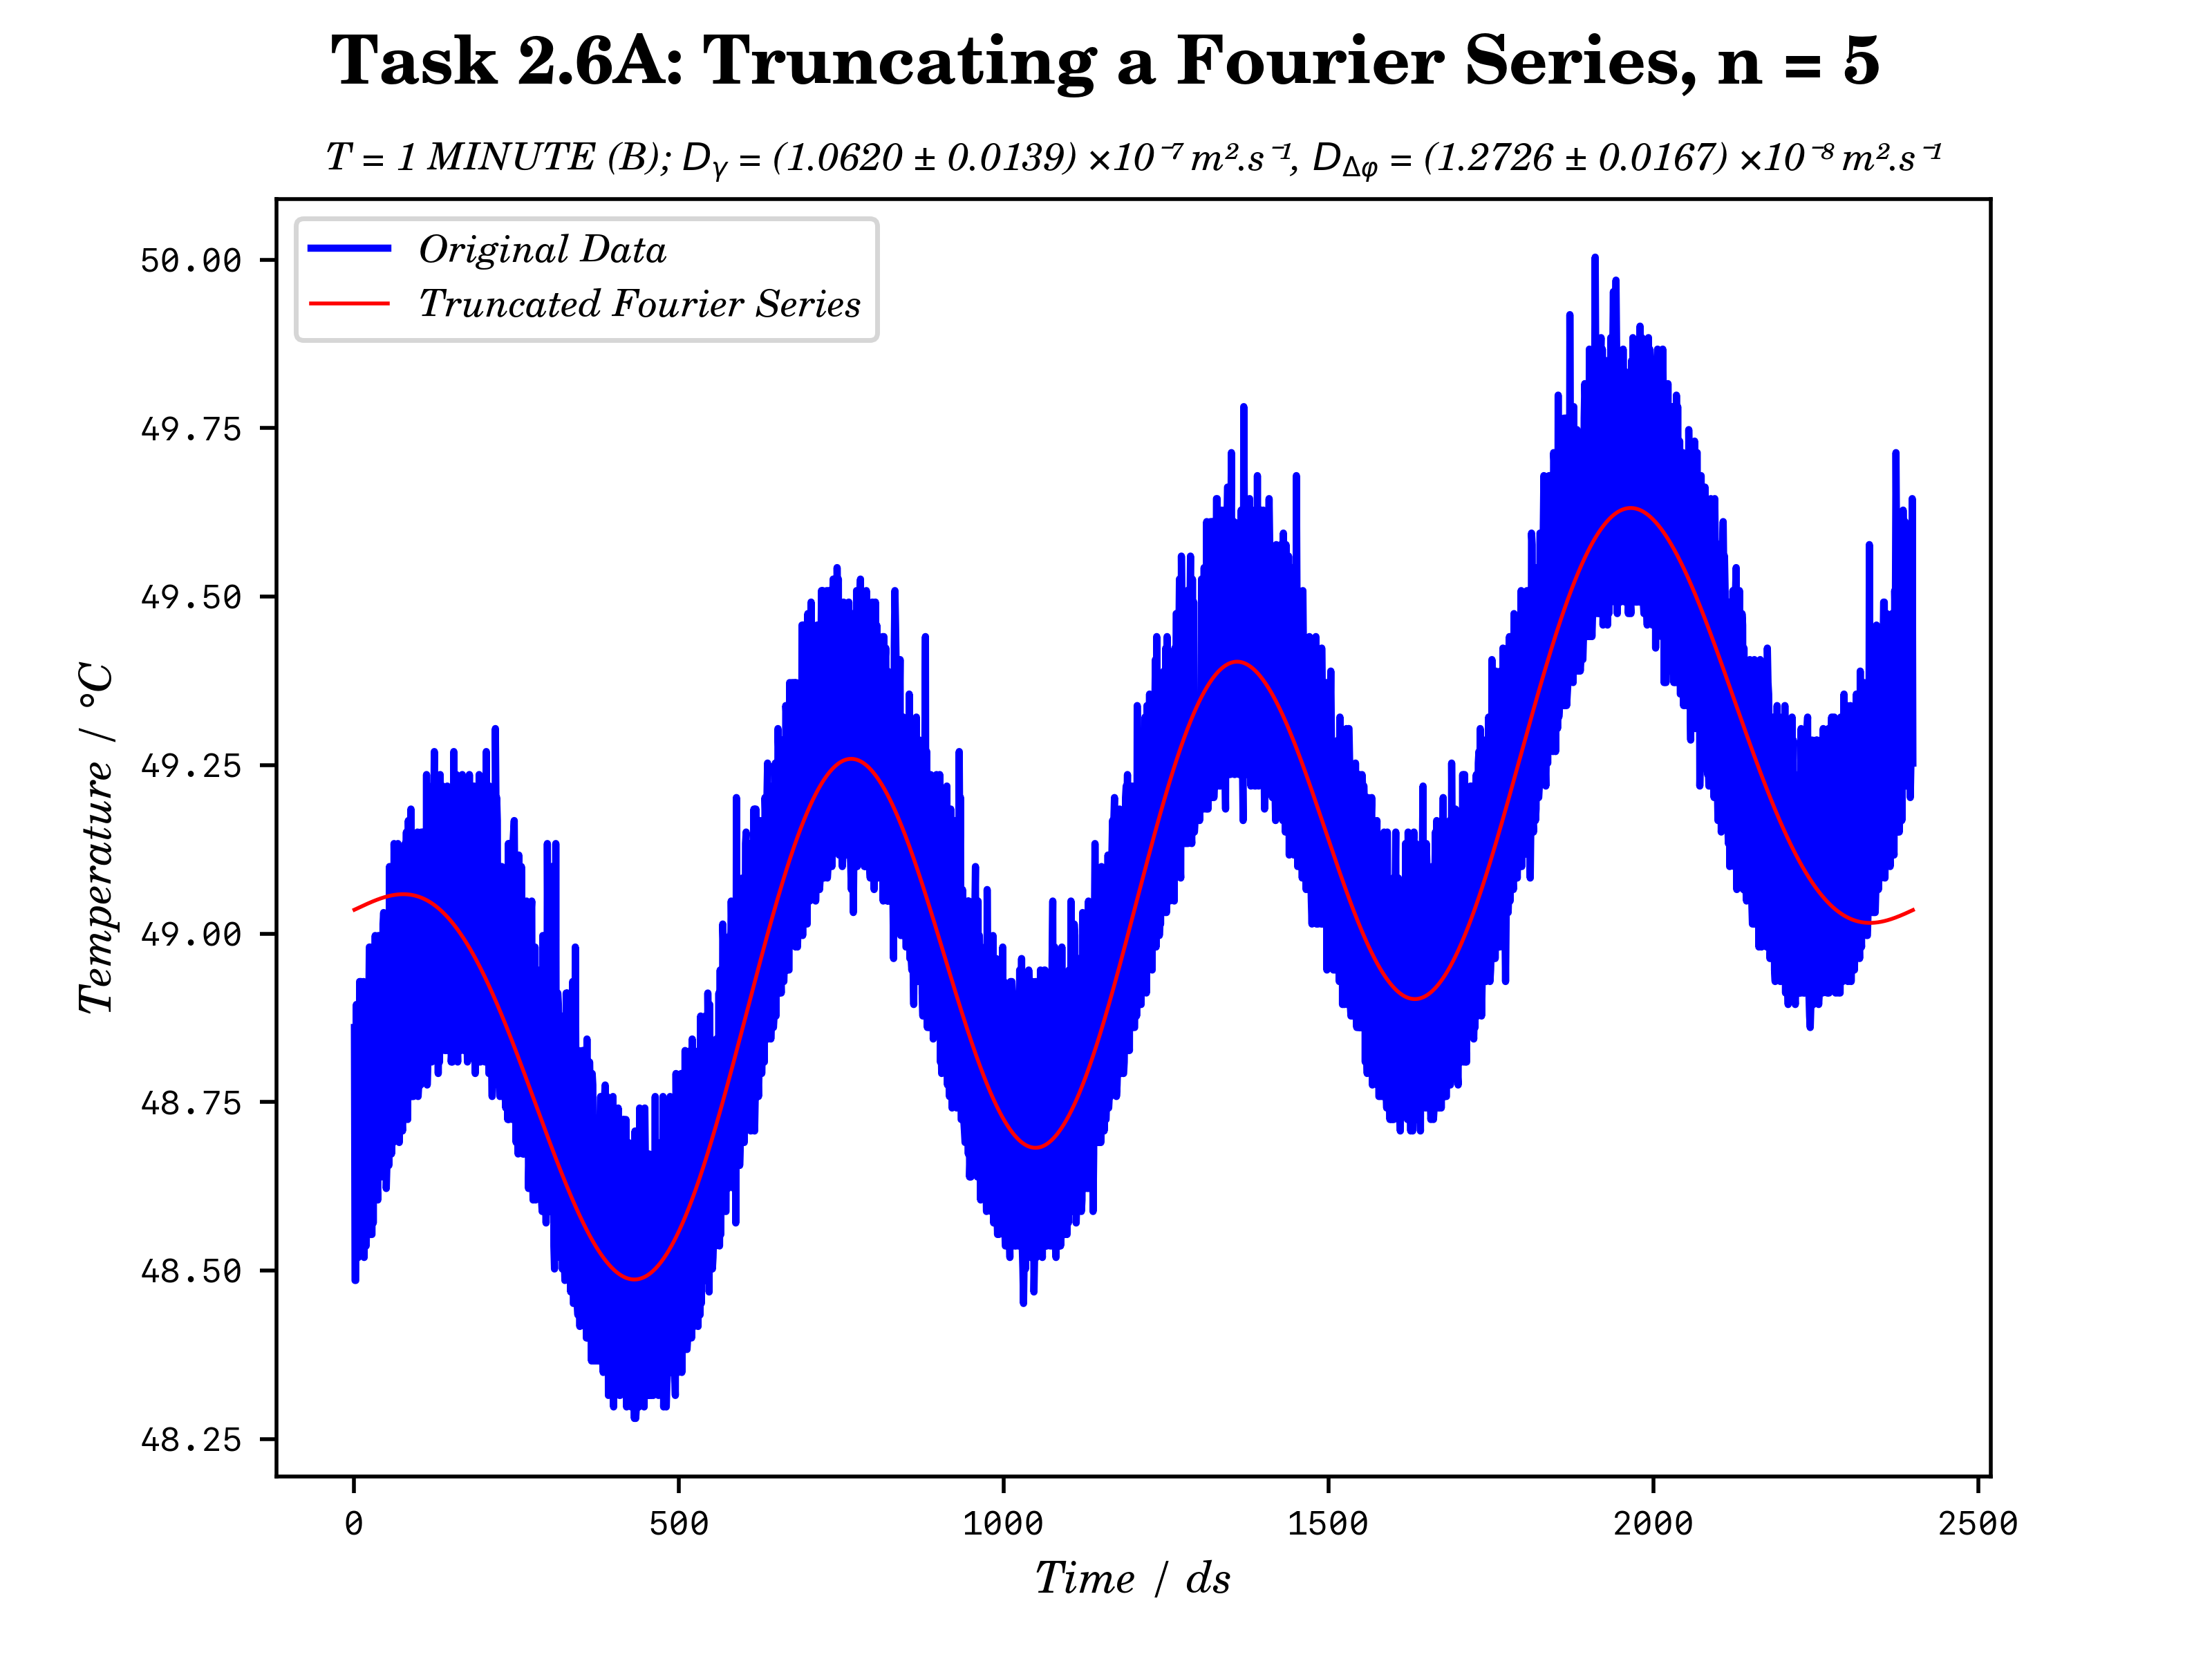 Task 2.6A: Truncating a Fourier Series, n = 5
T = 1 MINUTE (B); Dᵧ = (1.0620 ± 0.0139) ×10⁻⁷ m².s⁻¹, D_Δφ = (1.2726 ± 0.0167) ×10⁻⁸ m².s⁻¹
Original Data
Truncated Fourier Series
50.00
49.75
49.50
49.25
49.00
48.75
48.50
48.25
Temperature / °C
0 500 1000 1500 2000 2500
Time / ds